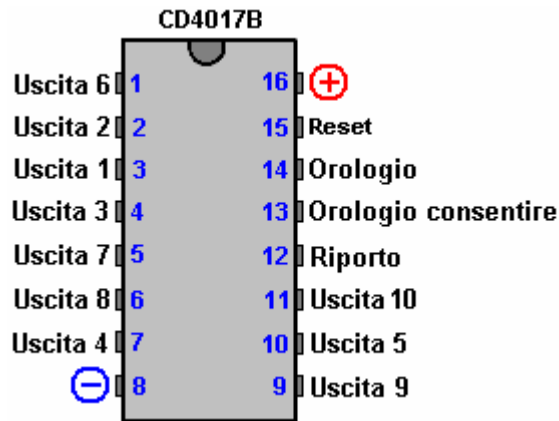 CD4017B
Uscita 6 1 16 +
Uscita 2 2 15 Reset
Uscita 1 3 14 Orologio
Uscita 3 4 13 Orologio consentire
Uscita 7 5 12 Riporto
Uscita 8 6 11 Uscita 10
Uscita 4 7 10 Uscita 5
− 8 9 Uscita 9